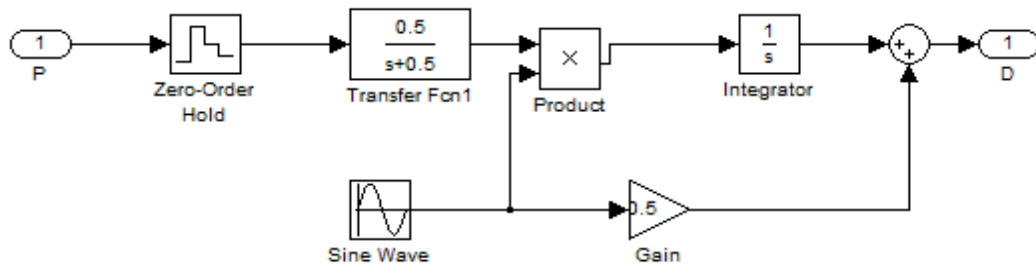 1
P
Zero-Order
Hold
0.5
s+0.5
Transfer Fcn1
×
Product
1
s
Integrator
+
+
1
D
Sine Wave
0.5
Gain